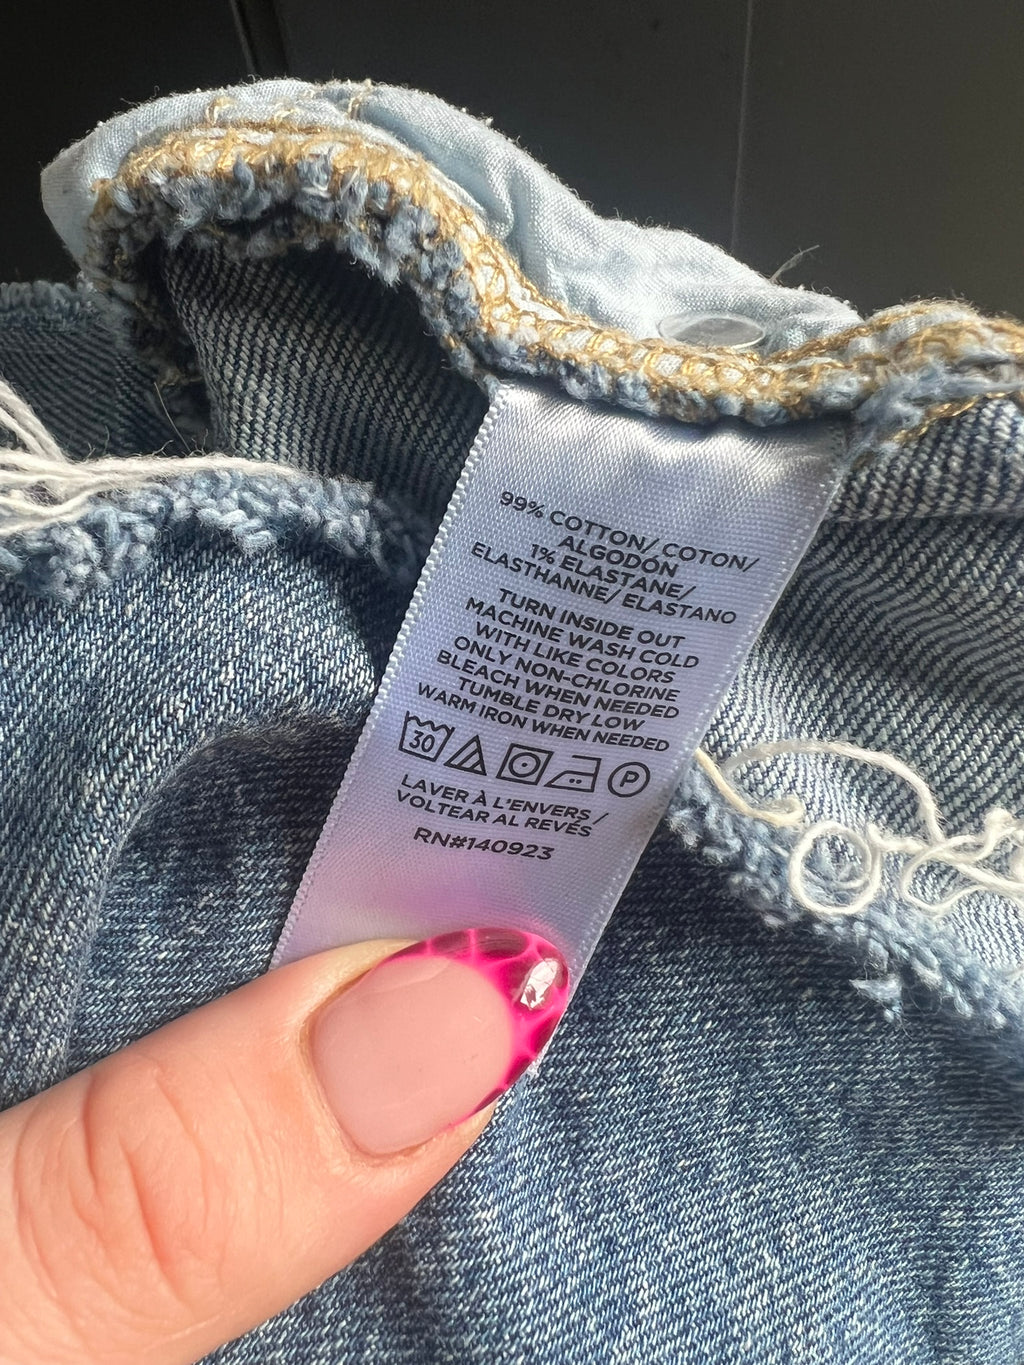 99% COTTON/ COTON/
ALGODÓN
1% ELASTANE/
ELASTHANNE/ ELASTANO
TURN INSIDE OUT
MACHINE WASH COLD
WITH LIKE COLORS
ONLY NON-CHLORINE
BLEACH WHEN NEEDED
TUMBLE DRY LOW
WARM IRON WHEN NEEDED
30 P
LAVER À L'ENVERS /
VOLTEAR AL REVÉS
RN#140923